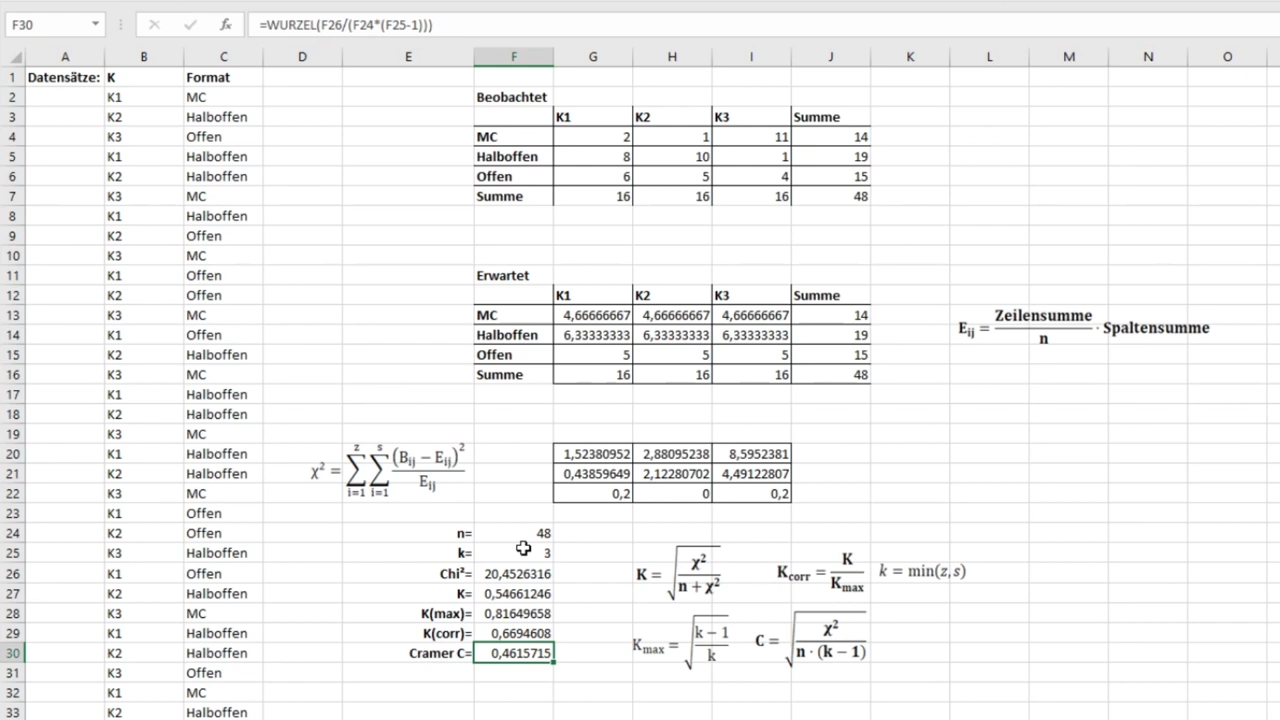 F30 fx =WURZEL(F26/(F24*(F25-1)))
A B C D E F G H I J K L M N O
1 Datensätze: K Format
2 K1 MC Beobachtet
3 K2 Halboffen K1 K2 K3 Summe
4 K3 Offen MC 2 1 11 14
5 K1 Halboffen Halboffen 8 10 1 19
6 K2 Halboffen Offen 6 5 4 15
7 K3 MC Summe 16 16 16 48
8 K1 Halboffen
9 K2 Offen
10 K3 MC
11 K1 Offen Erwartet
12 K2 Offen K1 K2 K3 Summe
13 K3 MC MC 4,66666667 4,66666667 4,66666667 14
14 K1 Offen Halboffen 6,33333333 6,33333333 6,33333333 19
15 K2 Halboffen Offen 5 5 5 15
16 K3 MC Summe 16 16 16 48
E_ij = Zeilensumme / n · Spaltensumme
17 K1 Halboffen
18 K2 Halboffen
19 K3 MC
20 K1 Halboffen 1,52380952 2,88095238 8,5952381
21 K2 Halboffen 0,43859649 2,12280702 4,49122807
22 K3 MC 0,2 0 0,2
χ² = z ∑ i=1 s ∑ i=1 (B_ij − E_ij)² / E_ij
23 K1 Offen
24 K2 Offen n= 48
25 K3 Halboffen k= 3
26 K1 Offen Chi²= 20,4526316
27 K2 Halboffen K= 0,54661246
28 K3 MC K(max)= 0,81649658
29 K1 Halboffen K(corr)= 0,6694608
30 K2 Halboffen Cramer C= 0,4615715
K = √(χ² / (n + χ²))
K_corr = K / K_max
k = min(z, s)
K_max = √((k − 1) / k)
C = √(χ² / (n · (k − 1)))
31 K3 Offen
32 K1 MC
33 K2 Halboffen